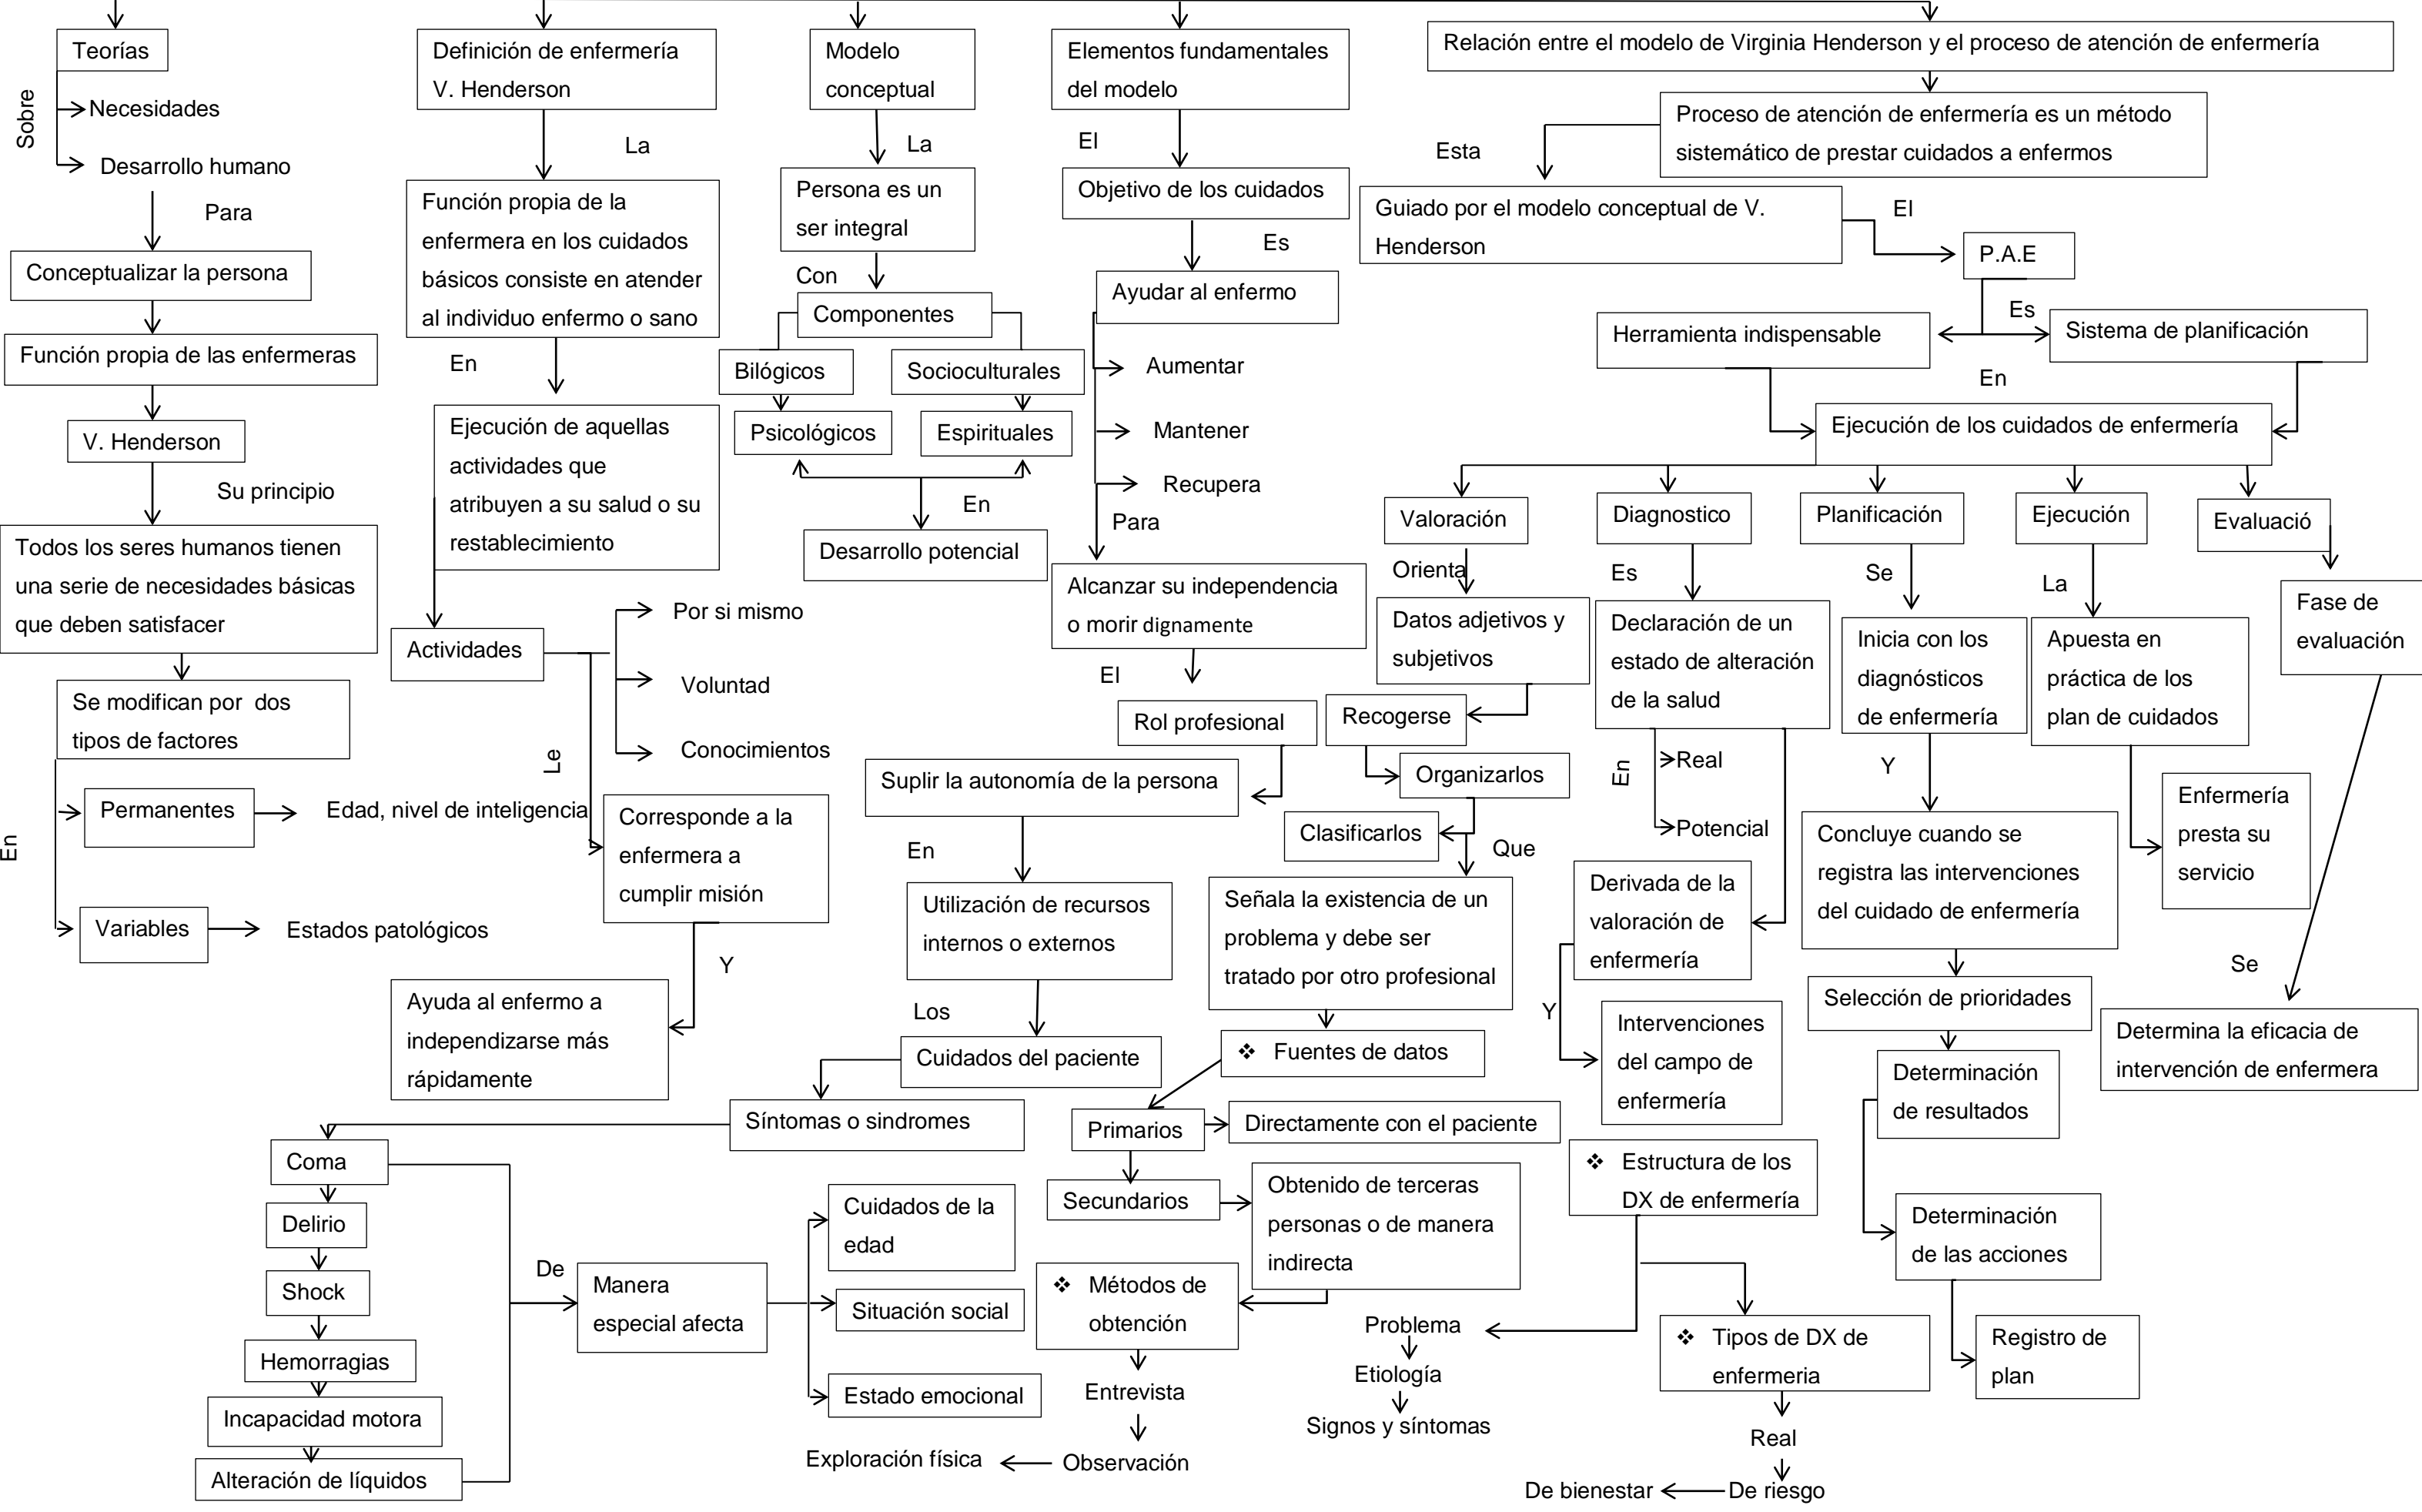 Teorías
Sobre
Necesidades
Desarrollo humano
Para
Conceptualizar la persona
Función propia de las enfermeras
V. Henderson
Su principio
Todos los seres humanos tienen
una serie de necesidades básicas
que deben satisfacer
Se modifican por dos
tipos de factores
En
Permanentes
Edad, nivel de inteligencia
Variables
Estados patológicos
Definición de enfermería
V. Henderson
La
Función propia de la
enfermera en los cuidados
básicos consiste en atender
al individuo enfermo o sano
En
Ejecución de aquellas
actividades que
atribuyen a su salud o su
restablecimiento
Actividades
Por si mismo
Voluntad
Conocimientos
Le
Corresponde a la
enfermera a
cumplir misión
Y
Ayuda al enfermo a
independizarse más
rápidamente
Modelo
conceptual
La
Persona es un
ser integral
Con
Componentes
Bilógicos
Socioculturales
Psicológicos
Espirituales
En
Desarrollo potencial
Elementos fundamentales
del modelo
El
Objetivo de los cuidados
Es
Ayudar al enfermo
Aumentar
Mantener
Recupera
Para
Alcanzar su independencia
o morir dignamente
El
Rol profesional
Suplir la autonomía de la persona
En
Utilización de recursos
internos o externos
Los
Cuidados del paciente
Síntomas o sindromes
Coma
Delirio
Shock
Hemorragias
Incapacidad motora
Alteración de líquidos
De
Manera
especial afecta
Cuidados de la
edad
Situación social
Estado emocional
Relación entre el modelo de Virginia Henderson y el proceso de atención de enfermería
Proceso de atención de enfermería es un método
sistemático de prestar cuidados a enfermos
Esta
Guiado por el modelo conceptual de V.
Henderson
El
P.A.E
Es
Herramienta indispensable
Sistema de planificación
En
Ejecución de los cuidados de enfermería
Valoración
Orienta
Datos adjetivos y
subjetivos
Recogerse
Organizarlos
Clasificarlos
Que
Señala la existencia de un
problema y debe ser
tratado por otro profesional
❖ Fuentes de datos
Primarios
Directamente con el paciente
Secundarios
Obtenido de terceras
personas o de manera
indirecta
❖ Métodos de
obtención
Entrevista
Observación
Exploración física
Diagnostico
Es
Declaración de un
estado de alteración
de la salud
En
Real
Potencial
Derivada de la
valoración de
enfermería
Y
Intervenciones
del campo de
enfermería
❖ Estructura de los
DX de enfermería
Problema
Etiología
Signos y síntomas
❖ Tipos de DX de
enfermeria
Real
De riesgo
De bienestar
Planificación
Se
Inicia con los
diagnósticos
de enfermería
Y
Concluye cuando se
registra las intervenciones
del cuidado de enfermería
Selección de prioridades
Determinación
de resultados
Determinación
de las acciones
Registro de
plan
Ejecución
La
Apuesta en
práctica de los
plan de cuidados
Enfermería
presta su
servicio
Evaluació
Fase de
evaluación
Se
Determina la eficacia de
intervención de enfermera